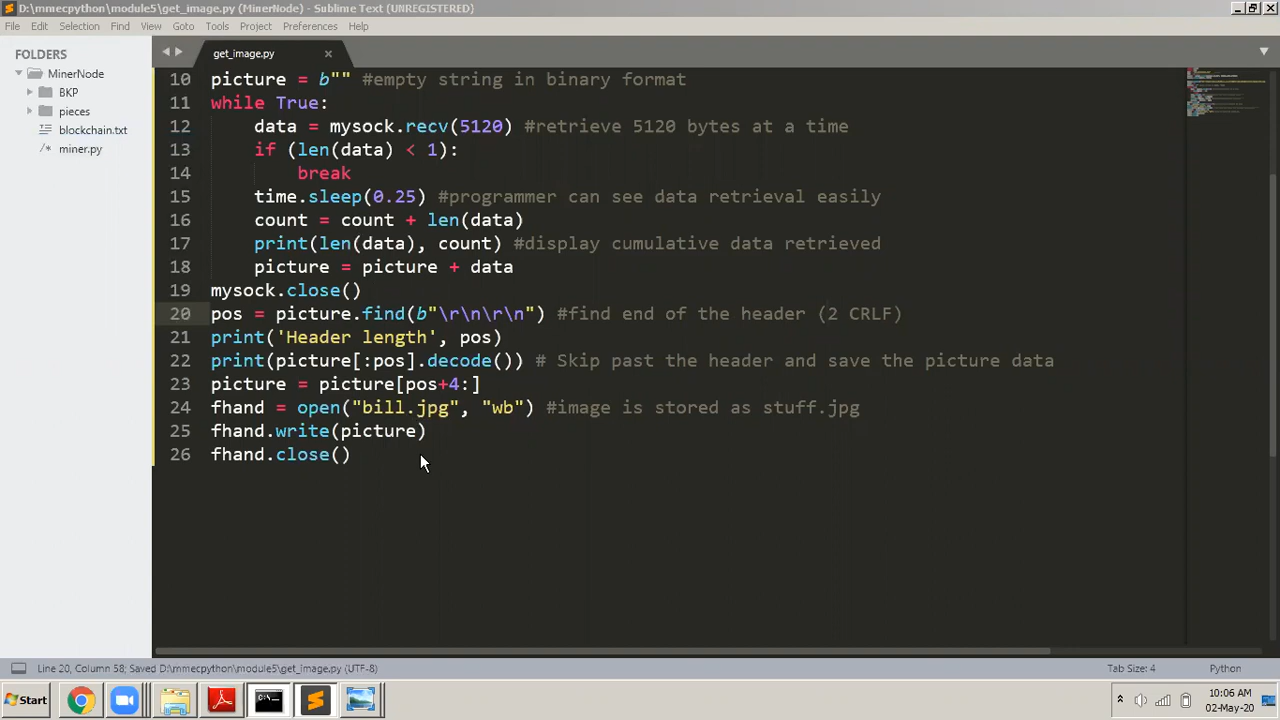 D:\mmecpython\module5\get_image.py (MinerNode) - Sublime Text (UNREGISTERED)
File Edit Selection Find View Goto Tools Project Preferences Help
FOLDERS
MinerNode
BKP
pieces
blockchain.txt
miner.py
get_image.py
10 picture = b"" #empty string in binary format
11 while True:
12 data = mysock.recv(5120) #retrieve 5120 bytes at a time
13 if (len(data) < 1):
14 break
15 time.sleep(0.25) #programmer can see data retrieval easily
16 count = count + len(data)
17 print(len(data), count) #display cumulative data retrieved
18 picture = picture + data
19 mysock.close()
20 pos = picture.find(b"\r\n\r\n") #find end of the header (2 CRLF)
21 print('Header length', pos)
22 print(picture[:pos].decode()) # Skip past the header and save the picture data
23 picture = picture[pos+4:]
24 fhand = open("bill.jpg", "wb") #image is stored as stuff.jpg
25 fhand.write(picture)
26 fhand.close()
Line 20, Column 58; Saved D:\mmecpython\module5\get_image.py (UTF-8)
Tab Size: 4
Python
Start
10:06 AM
02-May-20